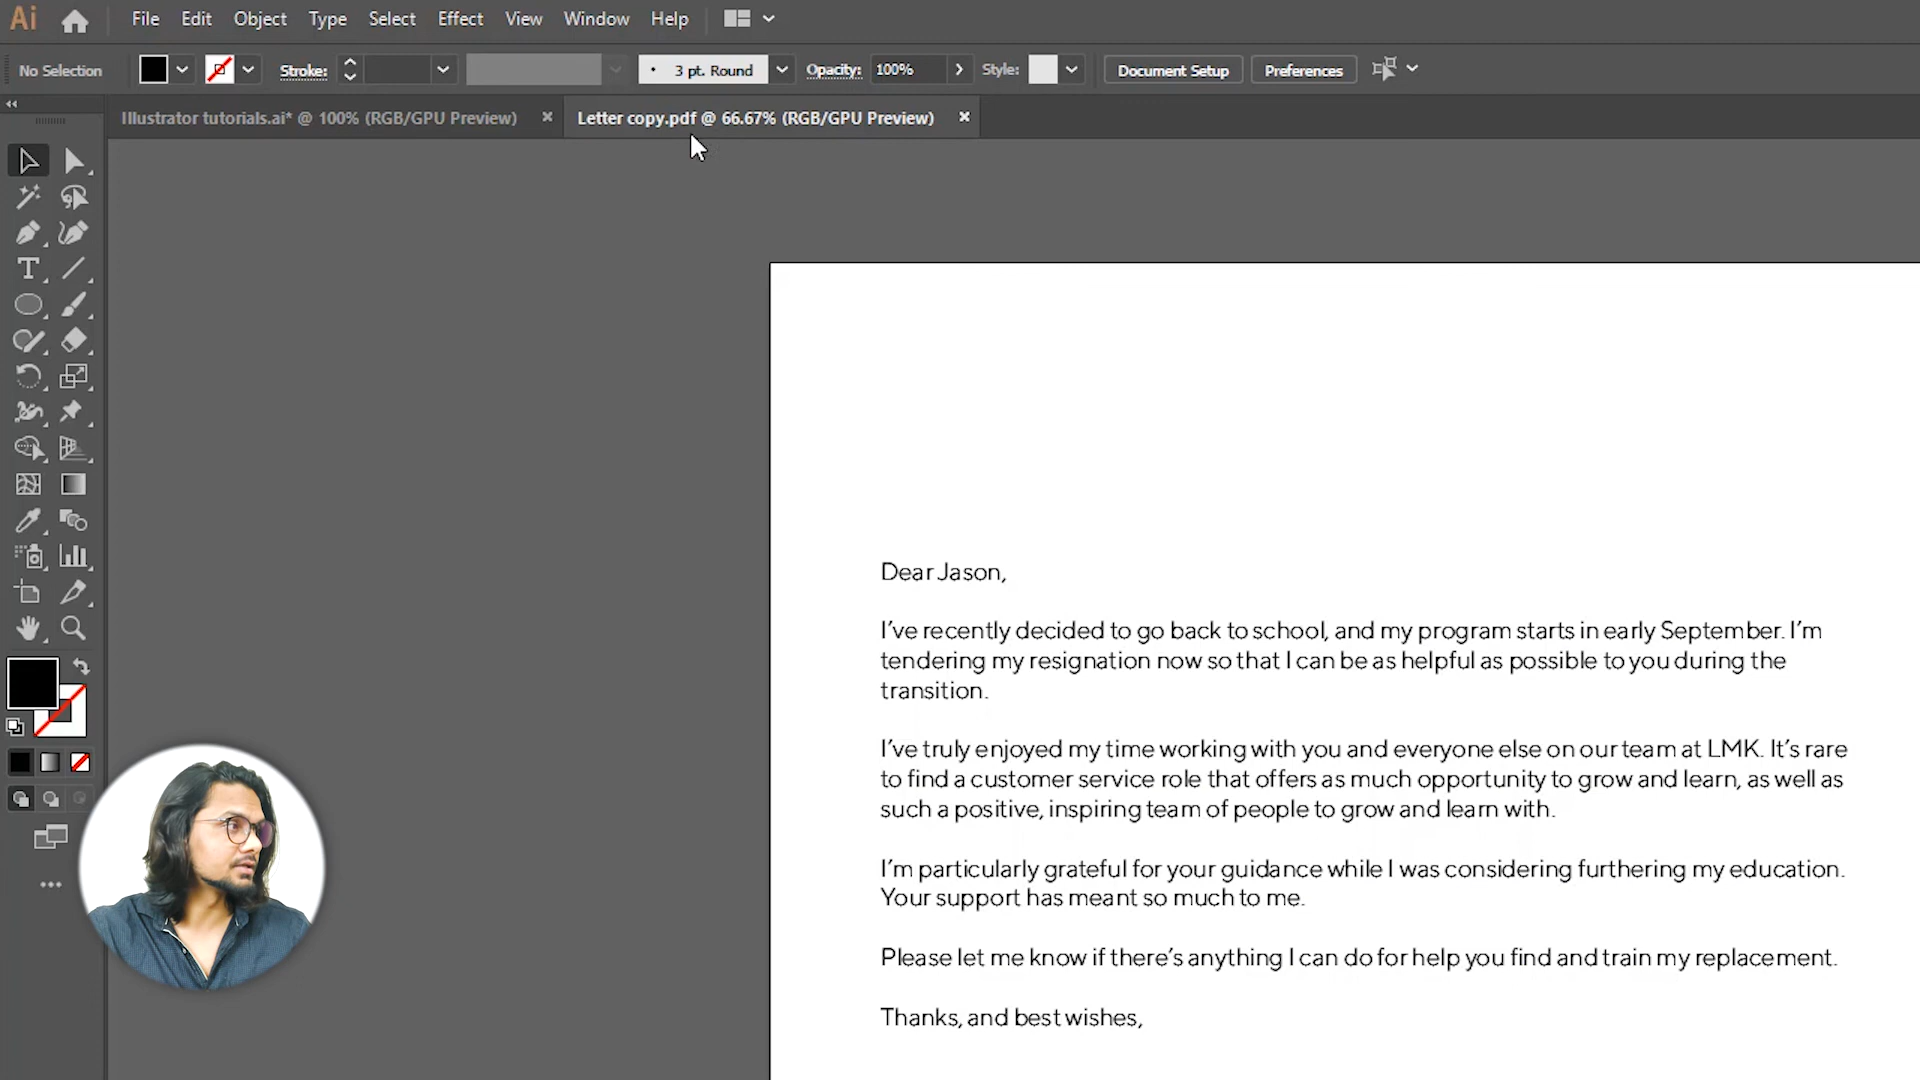 Ai File Edit Object Type Select Effect View Window Help
No Selection Stroke: 3 pt. Round Opacity: 100% Style: Document Setup Preferences
Illustrator tutorials.ai* @ 100% (RGB/GPU Preview) × Letter copy.pdf @ 66.67% (RGB/GPU Preview) ×
Dear Jason,
I've recently decided to go back to school, and my program starts in early September. I'm
tendering my resignation now so that I can be as helpful as possible to you during the
transition.
I've truly enjoyed my time working with you and everyone else on our team at LMK. It's rare
to find a customer service role that offers as much opportunity to grow and learn, as well as
such a positive, inspiring team of people to grow and learn with.
I'm particularly grateful for your guidance while I was considering furthering my education.
Your support has meant so much to me.
Please let me know if there's anything I can do for help you find and train my replacement.
Thanks, and best wishes,